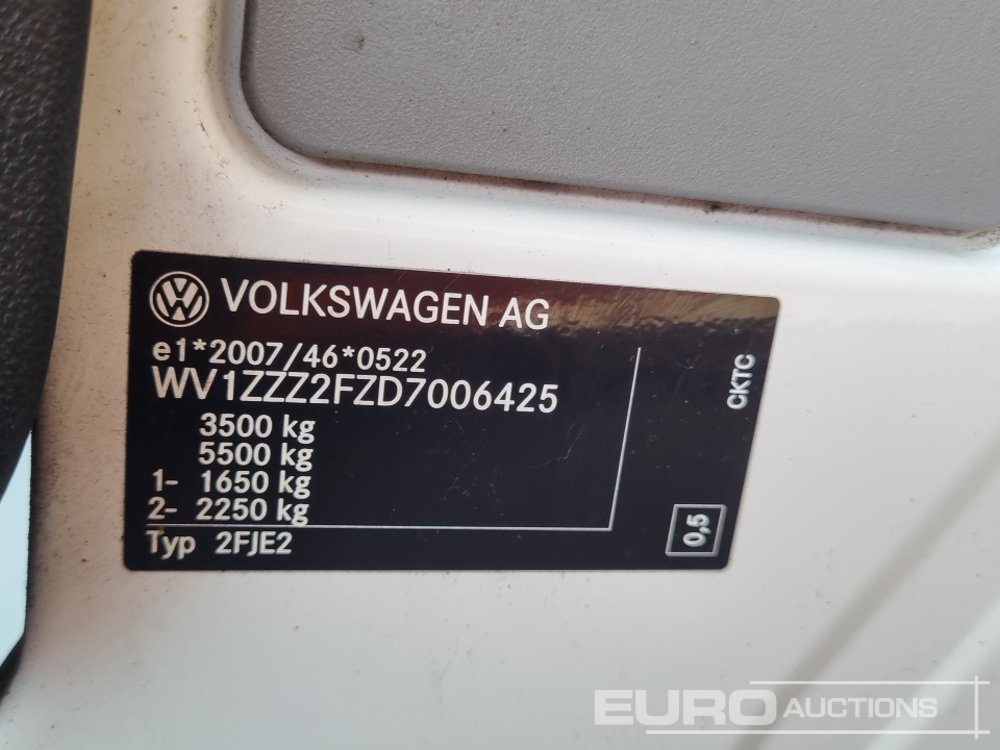 VOLKSWAGEN AG
e1*2007/46*0522
WV1ZZZ2FZD7006425
3500 kg
5500 kg
1- 1650 kg
2- 2250 kg
Typ 2FJE2
CKTC
0,5
EURO AUCTIONS